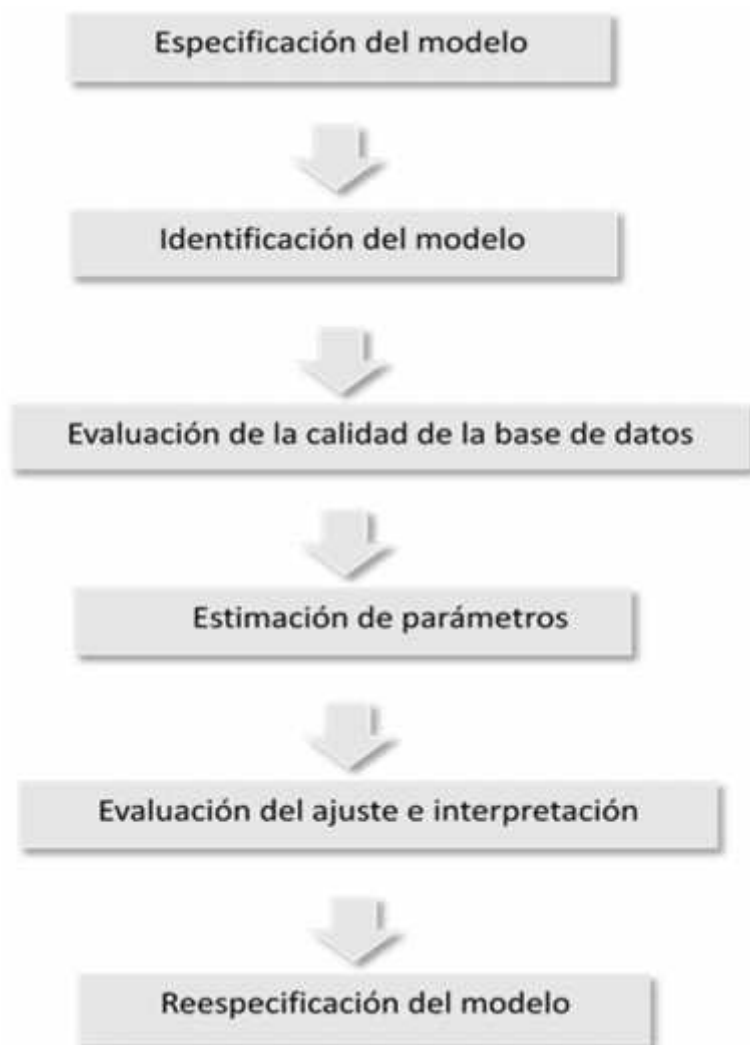 Especificación del modelo
Identificación del modelo
Evaluación de la calidad de la base de datos
Estimación de parámetros
Evaluación del ajuste e interpretación
Reespecificación del modelo